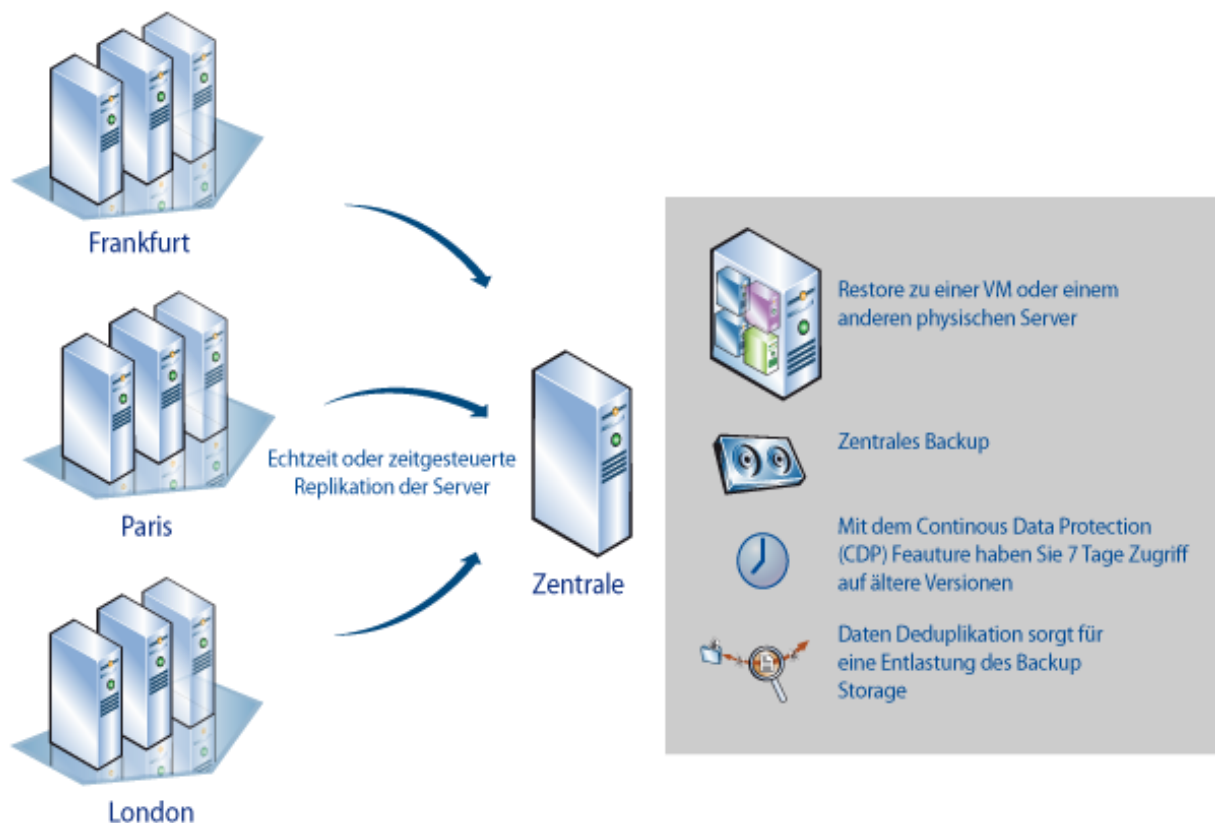 Frankfurt
Paris
London
Echtzeit oder zeitgesteuerte
Replikation der Server
Zentrale
Restore zu einer VM oder einem
anderen physischen Server
Zentrales Backup
Mit dem Continous Data Protection
(CDP) Feauture haben Sie 7 Tage Zugriff
auf ältere Versionen
Daten Deduplikation sorgt für
eine Entlastung des Backup
Storage